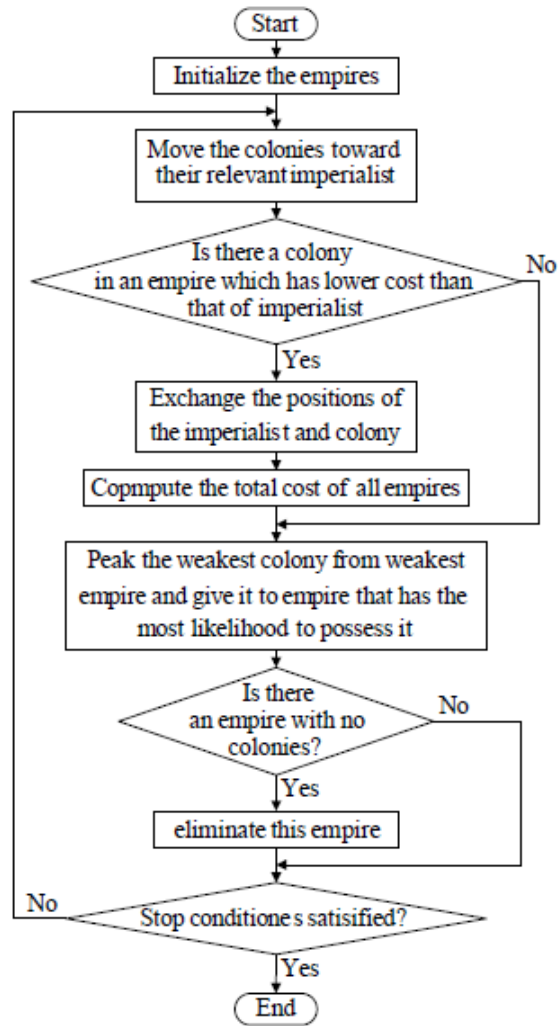 Start
Initialize the empires
Move the colonies toward
their relevant imperialist
Is there a colony
in an empire which has lower cost than
that of imperialist
No
Yes
Exchange the positions of
the imperialist and colony
Copmpute the total cost of all empires
Peak the weakest colony from weakest
empire and give it to empire that has the
most likelihood to possess it
Is there
an empire with no
colonies?
No
Yes
eliminate this empire
No
Stop conditiones satisified?
Yes
End